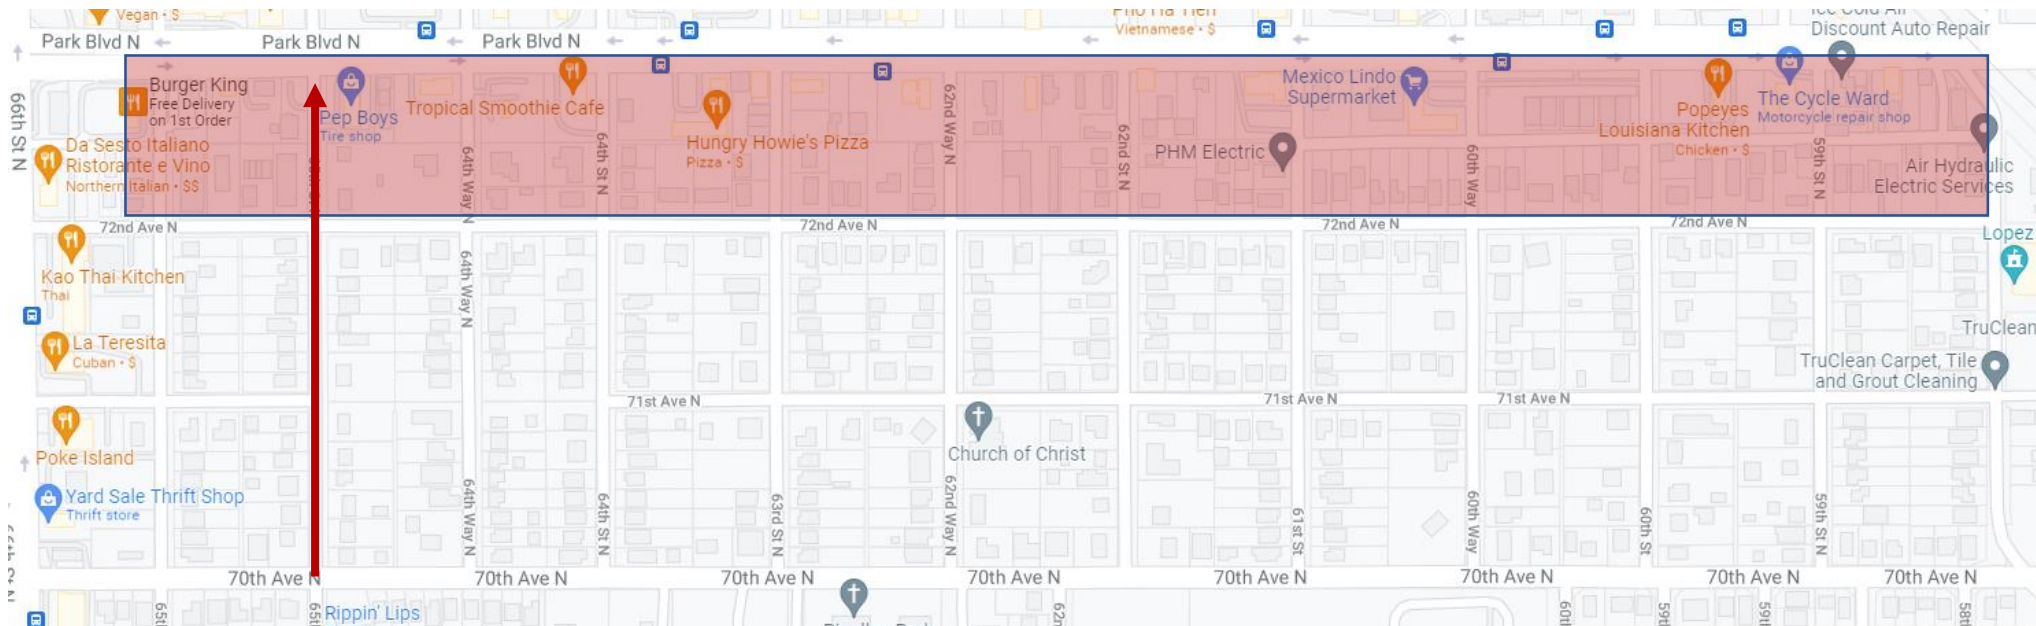 Vegan • $
Vietnamese • $
Discount Auto Repair
Park Blvd N
Park Blvd N
Park Blvd N
66th St N
Burger King
Free Delivery
on 1st Order
Pep Boys
Tire shop
Tropical Smoothie Cafe
Hungry Howie's Pizza
Pizza • $
Mexico Lindo
Supermarket
PHM Electric
Popeyes
Louisiana Kitchen
Chicken • $
The Cycle Ward
Motorcycle repair shop
Air Hydraulic
Electric Services
Da Sesto Italiano
Ristorante e Vino
Northern Italian • $$
64th Way N
64th St N
62nd Way N
62nd St N
60th Way
59th St N
72nd Ave N
72nd Ave N
72nd Ave N
72nd Ave N
Lopez
Kao Thai Kitchen
Thai
64th Way N
La Teresita
Cuban • $
TruClean
TruClean Carpet, Tile
and Grout Cleaning
71st Ave N
71st Ave N
71st Ave N
Poke Island
Church of Christ
Yard Sale Thrift Shop
Thrift store
64th Way N
64th St N
63rd St N
62nd Way N
61st St
60th Way
60th St
59th St N
70th Ave N
70th Ave N
70th Ave N
70th Ave N
70th Ave N
70th Ave N
70th Ave N
70th Ave N
Rippin' Lips